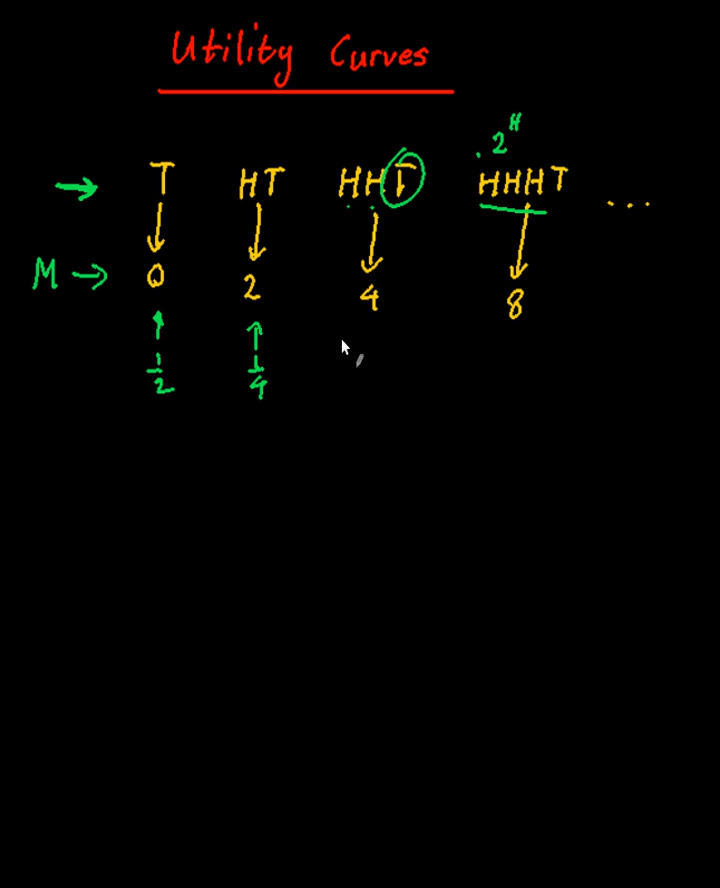 Utility Curves
2^H
→ T HT HHT HHHT ...
M → 0 2 4 8
1/2 1/4